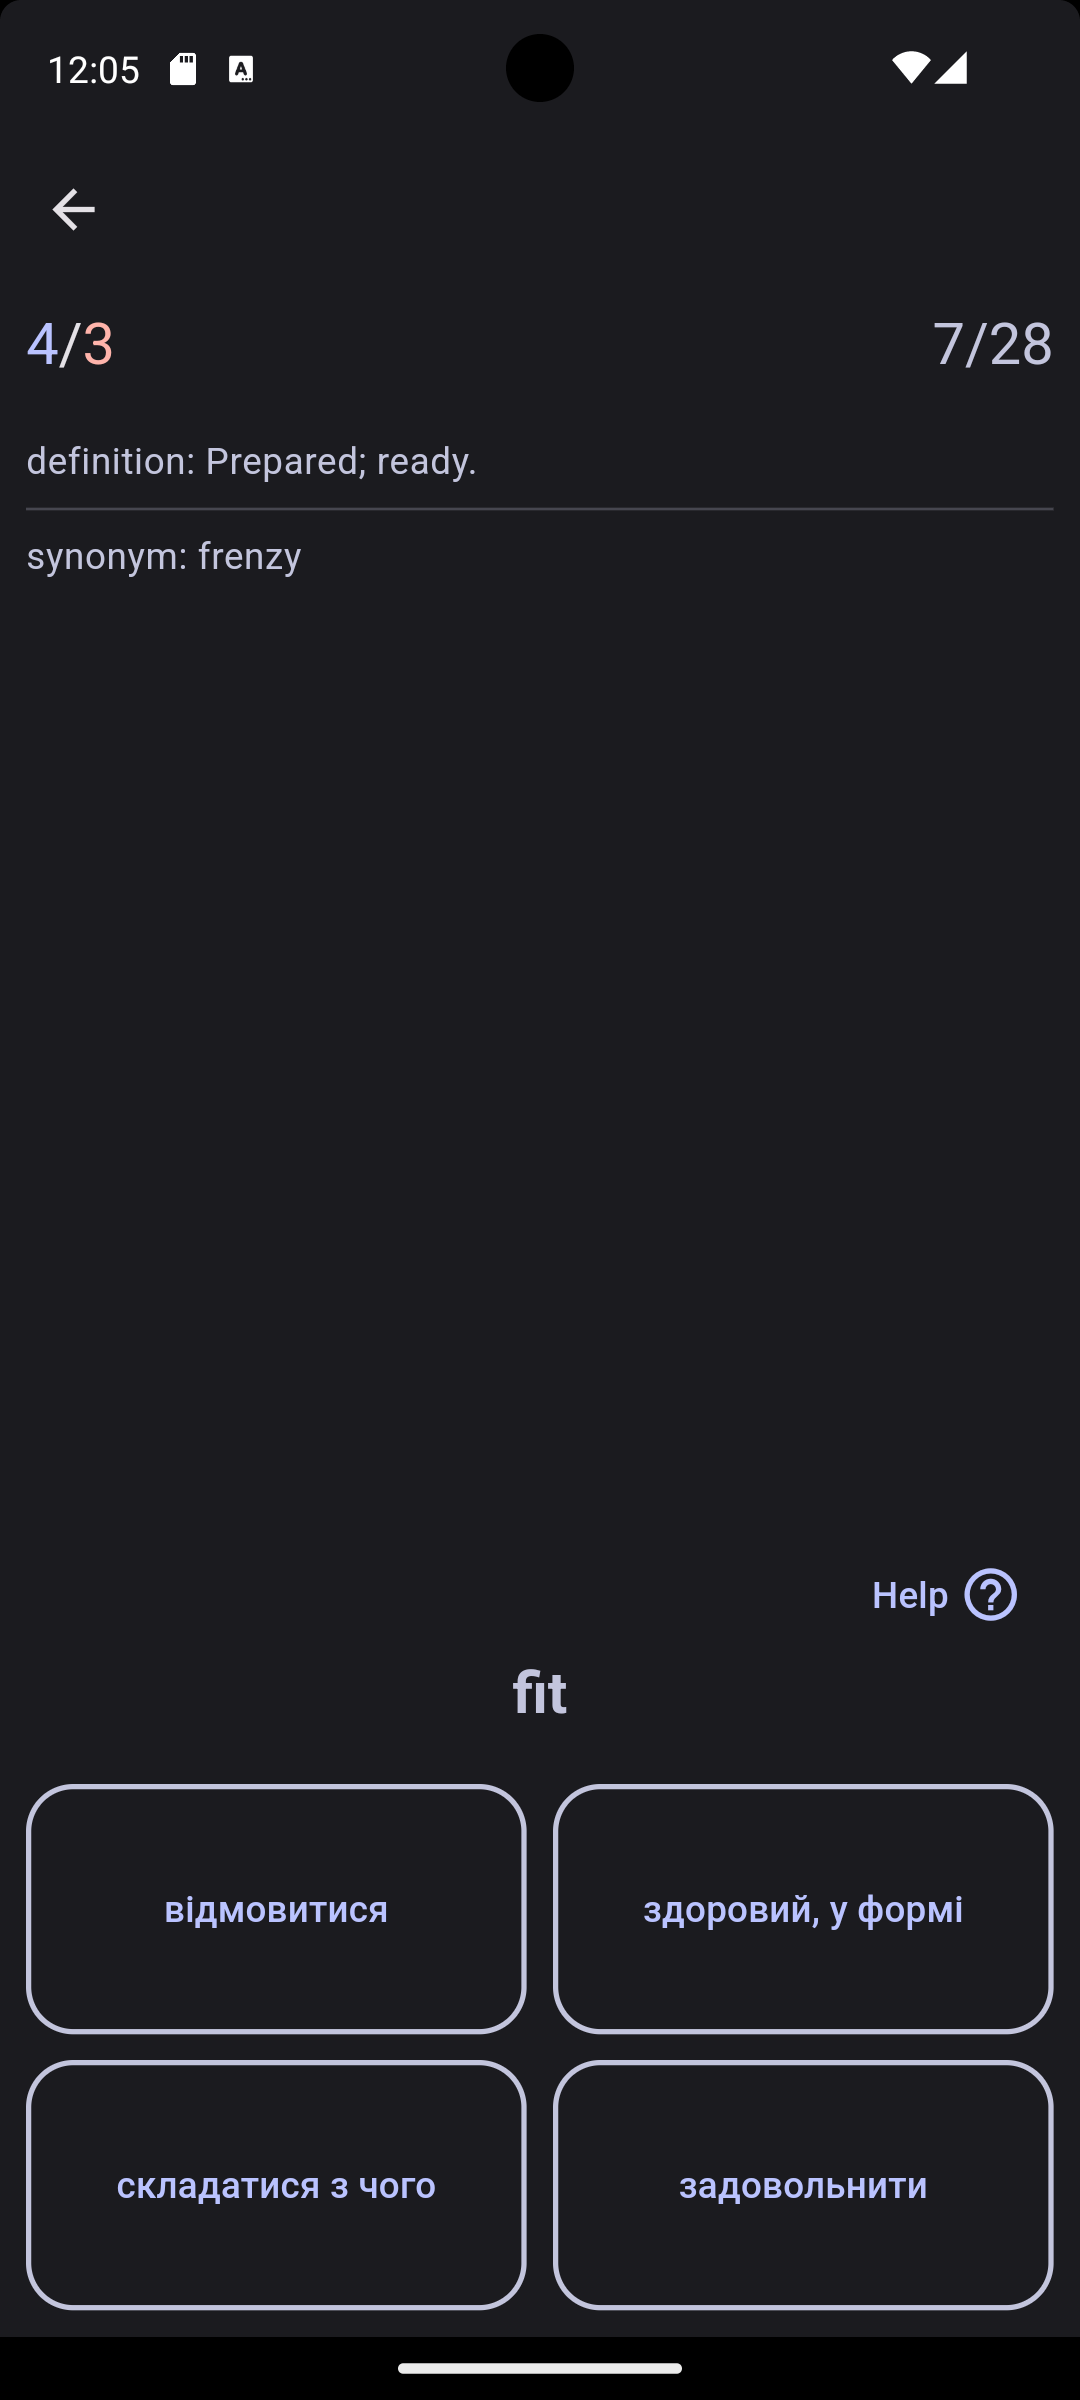 12:05
4/3
7/28
definition: Prepared; ready.
synonym: frenzy
Help
fit
відмовитися
здоровий, у формі
складатися з чого
задовольнити